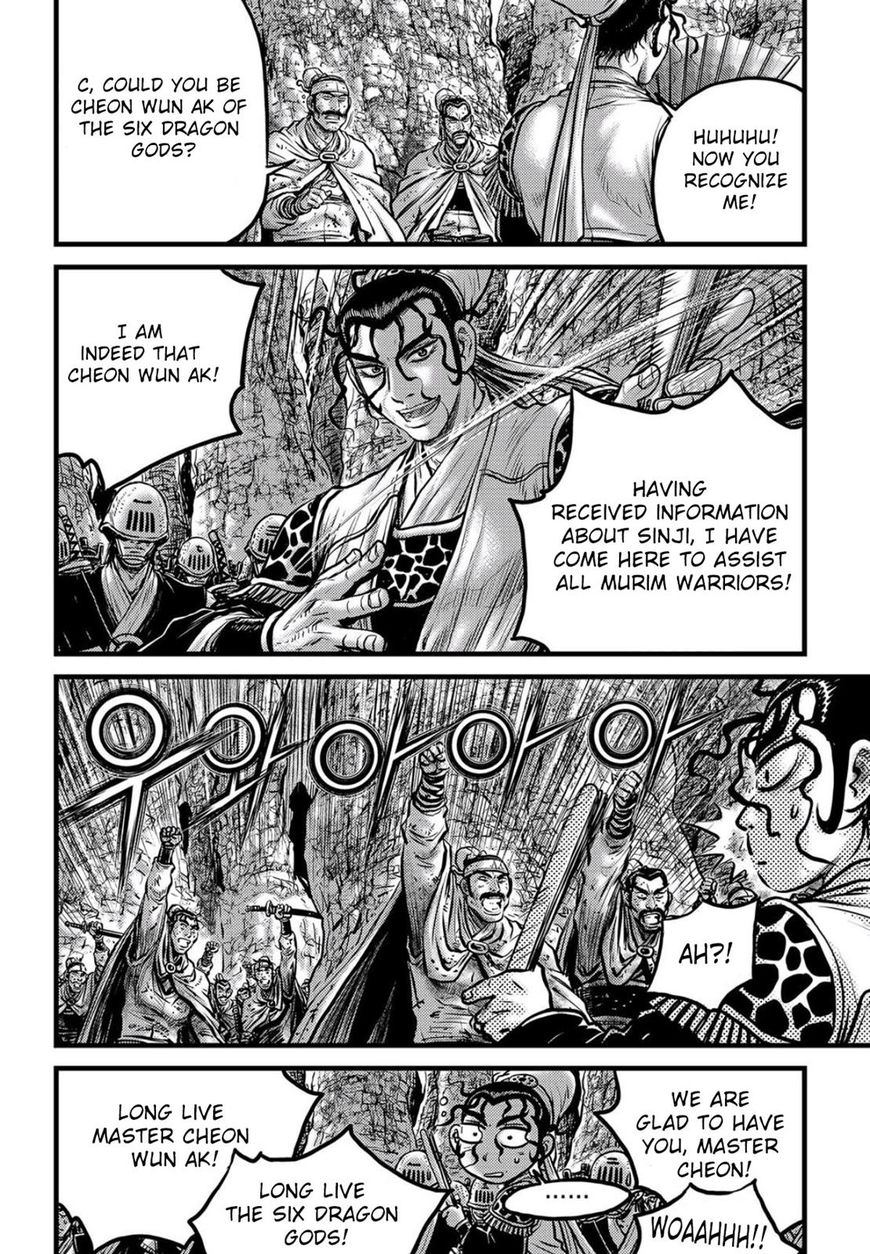 C, COULD YOU BE
CHEON WUN AK OF
THE SIX DRAGON
GODS?
HUHUHU!
NOW YOU
RECOGNIZE
ME!
I AM
INDEED THAT
CHEON WUN AK!
HAVING
RECEIVED INFORMATION
ABOUT SINJI, I HAVE
COME HERE TO ASSIST
ALL MURIM WARRIORS!
우와아아아
AH?!
LONG LIVE
MASTER CHEON
WUN AK!
LONG LIVE
THE SIX DRAGON
GODS!
......
WE ARE
GLAD TO HAVE
YOU, MASTER
CHEON!
WOAAHHH!!